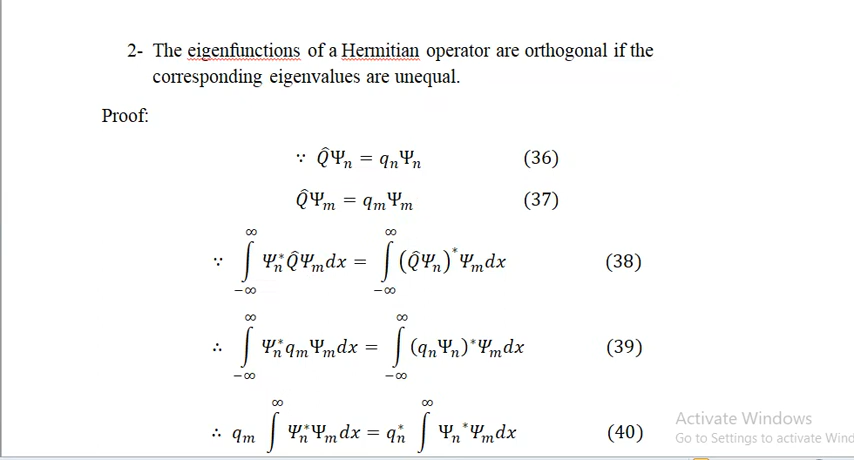 2- The eigenfunctions of a Hermitian operator are orthogonal if the
corresponding eigenvalues are unequal.
Proof:
∵ Q̂Ψₙ = qₙΨₙ (36)
Q̂Ψₘ = qₘΨₘ (37)
∵ ∫_{−∞}^{∞} Ψₙ* Q̂Ψₘ dx = ∫_{−∞}^{∞} (Q̂Ψₙ)* Ψₘ dx (38)
∴ ∫_{−∞}^{∞} Ψₙ* qₘΨₘ dx = ∫_{−∞}^{∞} (qₙΨₙ)* Ψₘ dx (39)
∴ qₘ ∫^{∞} Ψₙ* Ψₘ dx = qₙ* ∫^{∞} Ψₙ* Ψₘ dx (40)
Activate Windows
Go to Settings to activate Wind